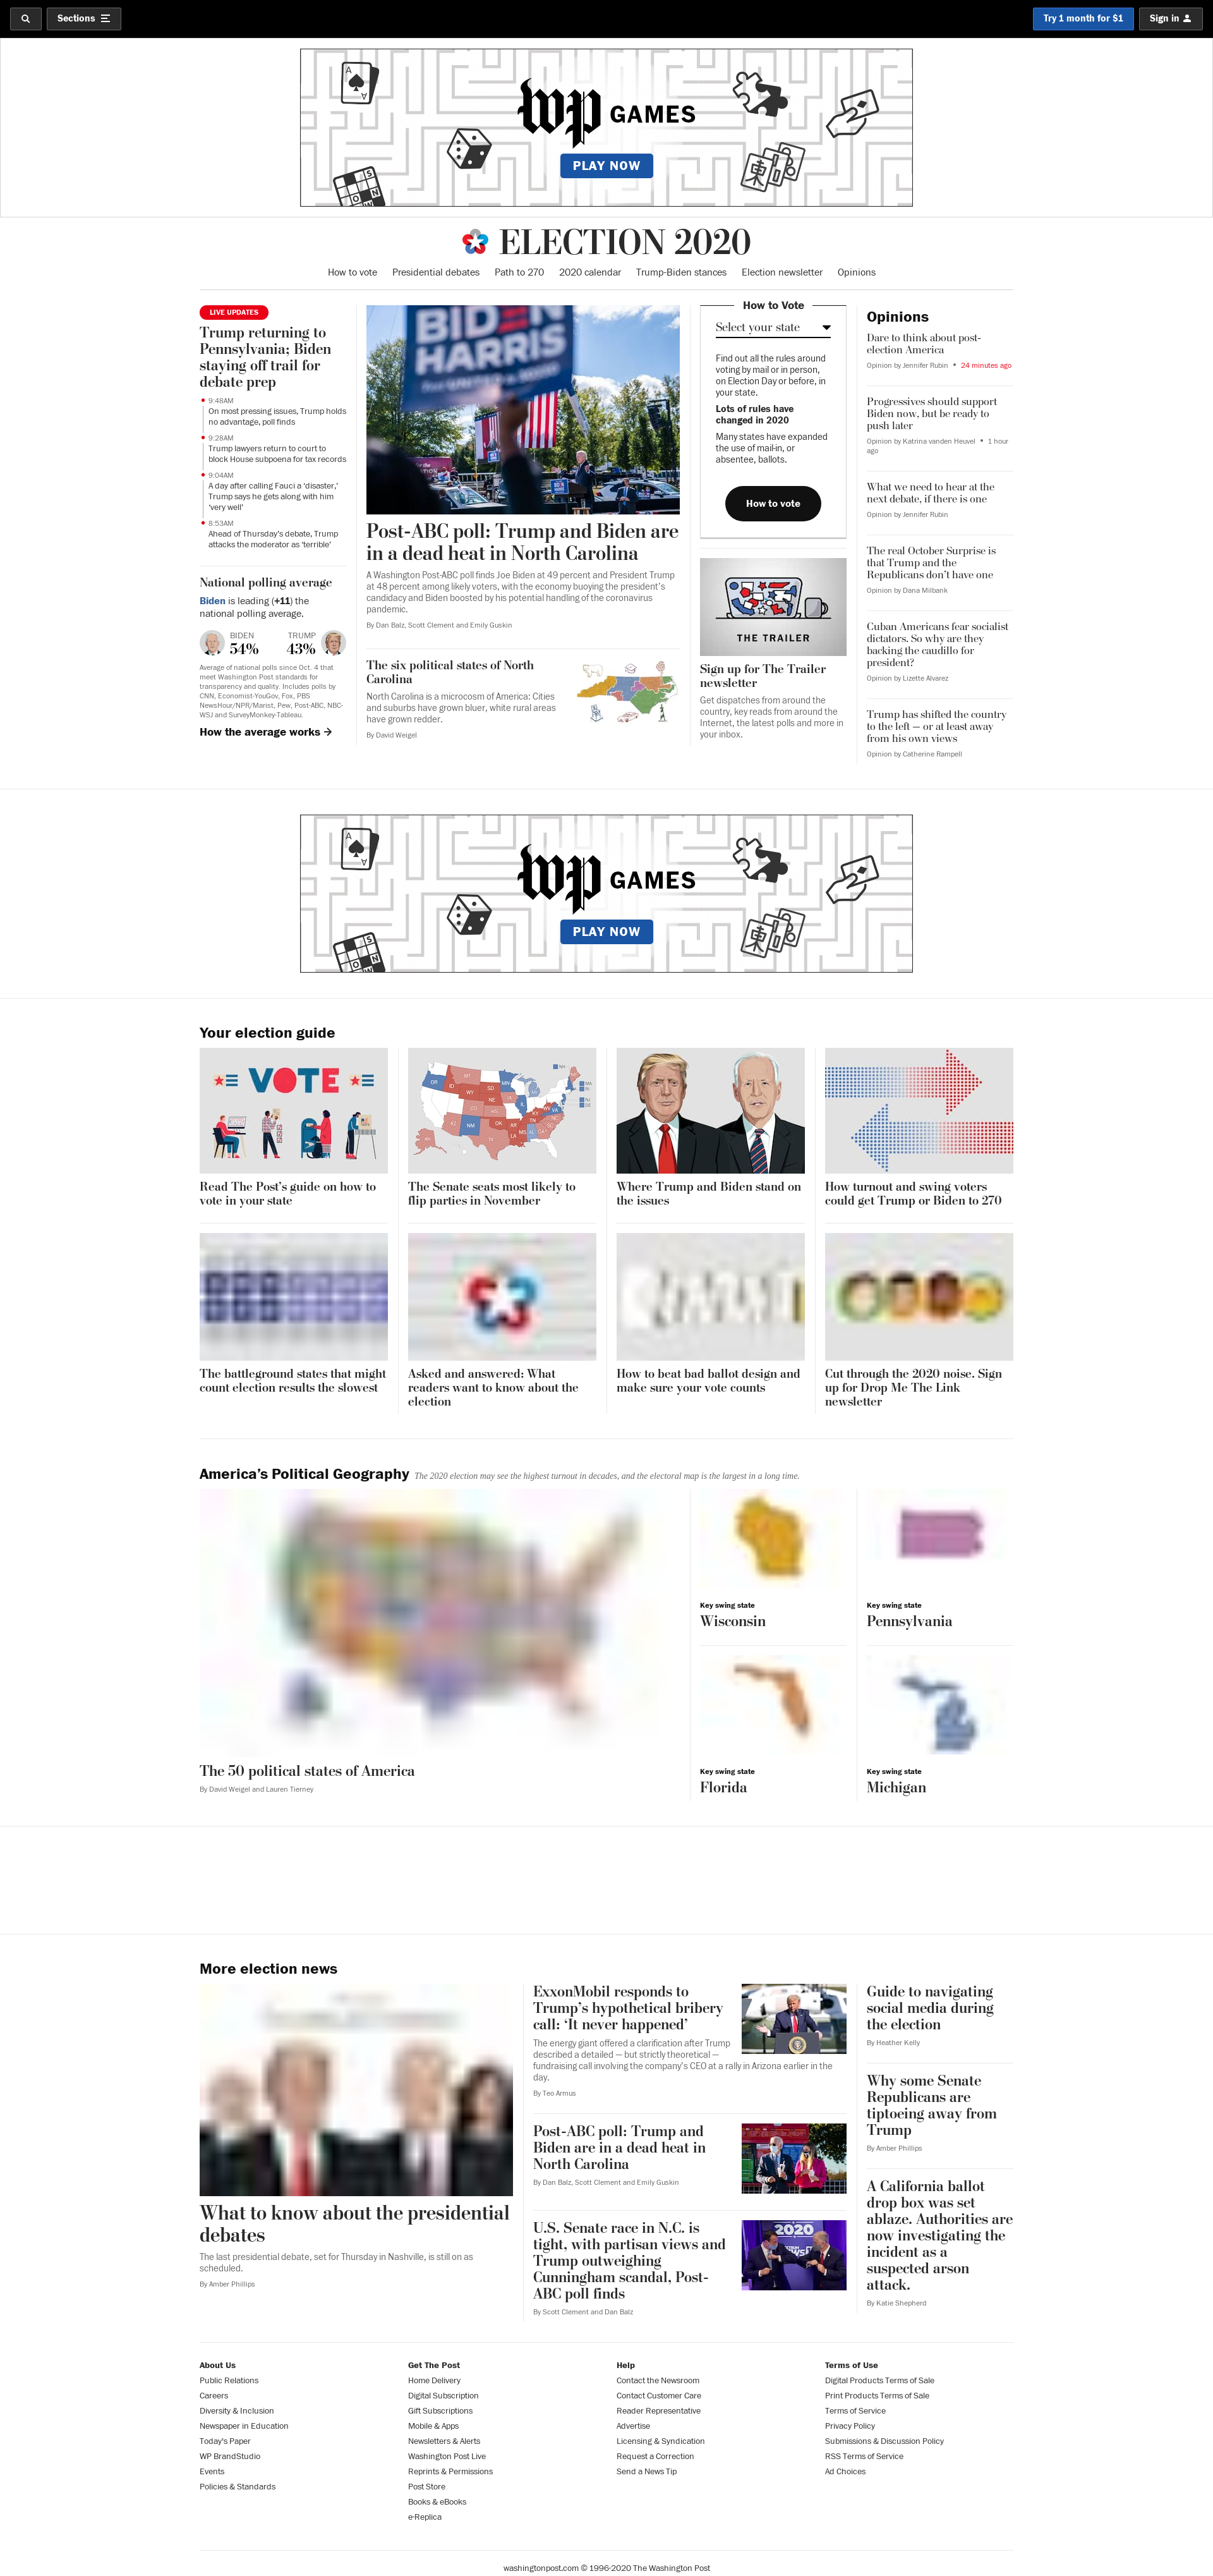 Sections
Try 1 month for $1
Sign in
A
A
wp GAMES
PLAY NOW
S
O W
N
東
ELECTION 2020
How to vote
Presidential debates
Path to 270
2020 calendar
Trump-Biden stances
Election newsletter
Opinions
LIVE UPDATES
Trump returning to
Pennsylvania; Biden
staying off trail for
debate prep
9:48AM
On most pressing issues, Trump holds
no advantage, poll finds
9:28AM
Trump lawyers return to court to
block House subpoena for tax records
9:04AM
A day after calling Fauci a ‘disaster,’
Trump says he gets along with him
‘very well’
8:53AM
Ahead of Thursday’s debate, Trump
attacks the moderator as ‘terrible’
National polling average
Biden is leading (+11) the
national polling average.
BIDEN
54%
TRUMP
43%
Average of national polls since Oct. 4 that
meet Washington Post standards for
transparency and quality. Includes polls by
CNN, Economist-YouGov, Fox, PBS
NewsHour/NPR/Marist, Pew, Post-ABC, NBC-
WSJ and SurveyMonkey-Tableau.
How the average works
BIDEN
HARRIS
Post-ABC poll: Trump and Biden are
in a dead heat in North Carolina
A Washington Post-ABC poll finds Joe Biden at 49 percent and President Trump
at 48 percent among likely voters, with the economy buoying the president’s
candidacy and Biden boosted by his potential handling of the coronavirus
pandemic.
By Dan Balz, Scott Clement and Emily Guskin
The six political states of North
Carolina
North Carolina is a microcosm of America: Cities
and suburbs have grown bluer, white rural areas
have grown redder.
By David Weigel
How to Vote
Select your state
Find out all the rules around
voting by mail or in person,
on Election Day or before, in
your state.
Lots of rules have
changed in 2020
Many states have expanded
the use of mail-in, or
absentee, ballots.
How to vote
THE TRAILER
Sign up for The Trailer
newsletter
Get dispatches from around the
country, key reads from around the
Internet, the latest polls and more in
your inbox.
Opinions
Dare to think about post-
election America
Opinion by Jennifer Rubin • 24 minutes ago
Progressives should support
Biden now, but be ready to
push later
Opinion by Katrina vanden Heuvel • 1 hour
ago
What we need to hear at the
next debate, if there is one
Opinion by Jennifer Rubin
The real October Surprise is
that Trump and the
Republicans don’t have one
Opinion by Dana Milbank
Cuban Americans fear socialist
dictators. So why are they
backing the caudillo for
president?
Opinion by Lizette Alvarez
Trump has shifted the country
to the left — or at least away
from his own views
Opinion by Catherine Rampell
A
A
wp GAMES
PLAY NOW
S
O W
N
東
Your election guide
VOTE
Read The Post’s guide on how to
vote in your state
The Senate seats most likely to
flip parties in November
Where Trump and Biden stand on
the issues
How turnout and swing voters
could get Trump or Biden to 270
The battleground states that might
count election results the slowest
Asked and answered: What
readers want to know about the
election
How to beat bad ballot design and
make sure your vote counts
Cut through the 2020 noise. Sign
up for Drop Me The Link
newsletter
America’s Political Geography
The 2020 election may see the highest turnout in decades, and the electoral map is the largest in a long time.
The 50 political states of America
By David Weigel and Lauren Tierney
Key swing state
Wisconsin
Key swing state
Pennsylvania
Key swing state
Florida
Key swing state
Michigan
More election news
What to know about the presidential
debates
The last presidential debate, set for Thursday in Nashville, is still on as
scheduled.
By Amber Phillips
ExxonMobil responds to
Trump’s hypothetical bribery
call: ‘It never happened’
The energy giant offered a clarification after Trump
described a detailed — but strictly theoretical —
fundraising call involving the company’s CEO at a rally in Arizona earlier in the
day.
By Teo Armus
Post-ABC poll: Trump and
Biden are in a dead heat in
North Carolina
By Dan Balz, Scott Clement and Emily Guskin
U.S. Senate race in N.C. is
tight, with partisan views and
Trump outweighing
Cunningham scandal, Post-
ABC poll finds
By Scott Clement and Dan Balz
2020
Guide to navigating
social media during
the election
By Heather Kelly
Why some Senate
Republicans are
tiptoeing away from
Trump
By Amber Phillips
A California ballot
drop box was set
ablaze. Authorities are
now investigating the
incident as a
suspected arson
attack.
By Katie Shepherd
About Us
Public Relations
Careers
Diversity & Inclusion
Newspaper in Education
Today's Paper
WP BrandStudio
Events
Policies & Standards
Get The Post
Home Delivery
Digital Subscription
Gift Subscriptions
Mobile & Apps
Newsletters & Alerts
Washington Post Live
Reprints & Permissions
Post Store
Books & eBooks
e-Replica
Help
Contact the Newsroom
Contact Customer Care
Reader Representative
Advertise
Licensing & Syndication
Request a Correction
Send a News Tip
Terms of Use
Digital Products Terms of Sale
Print Products Terms of Sale
Terms of Service
Privacy Policy
Submissions & Discussion Policy
RSS Terms of Service
Ad Choices
washingtonpost.com © 1996-2020 The Washington Post